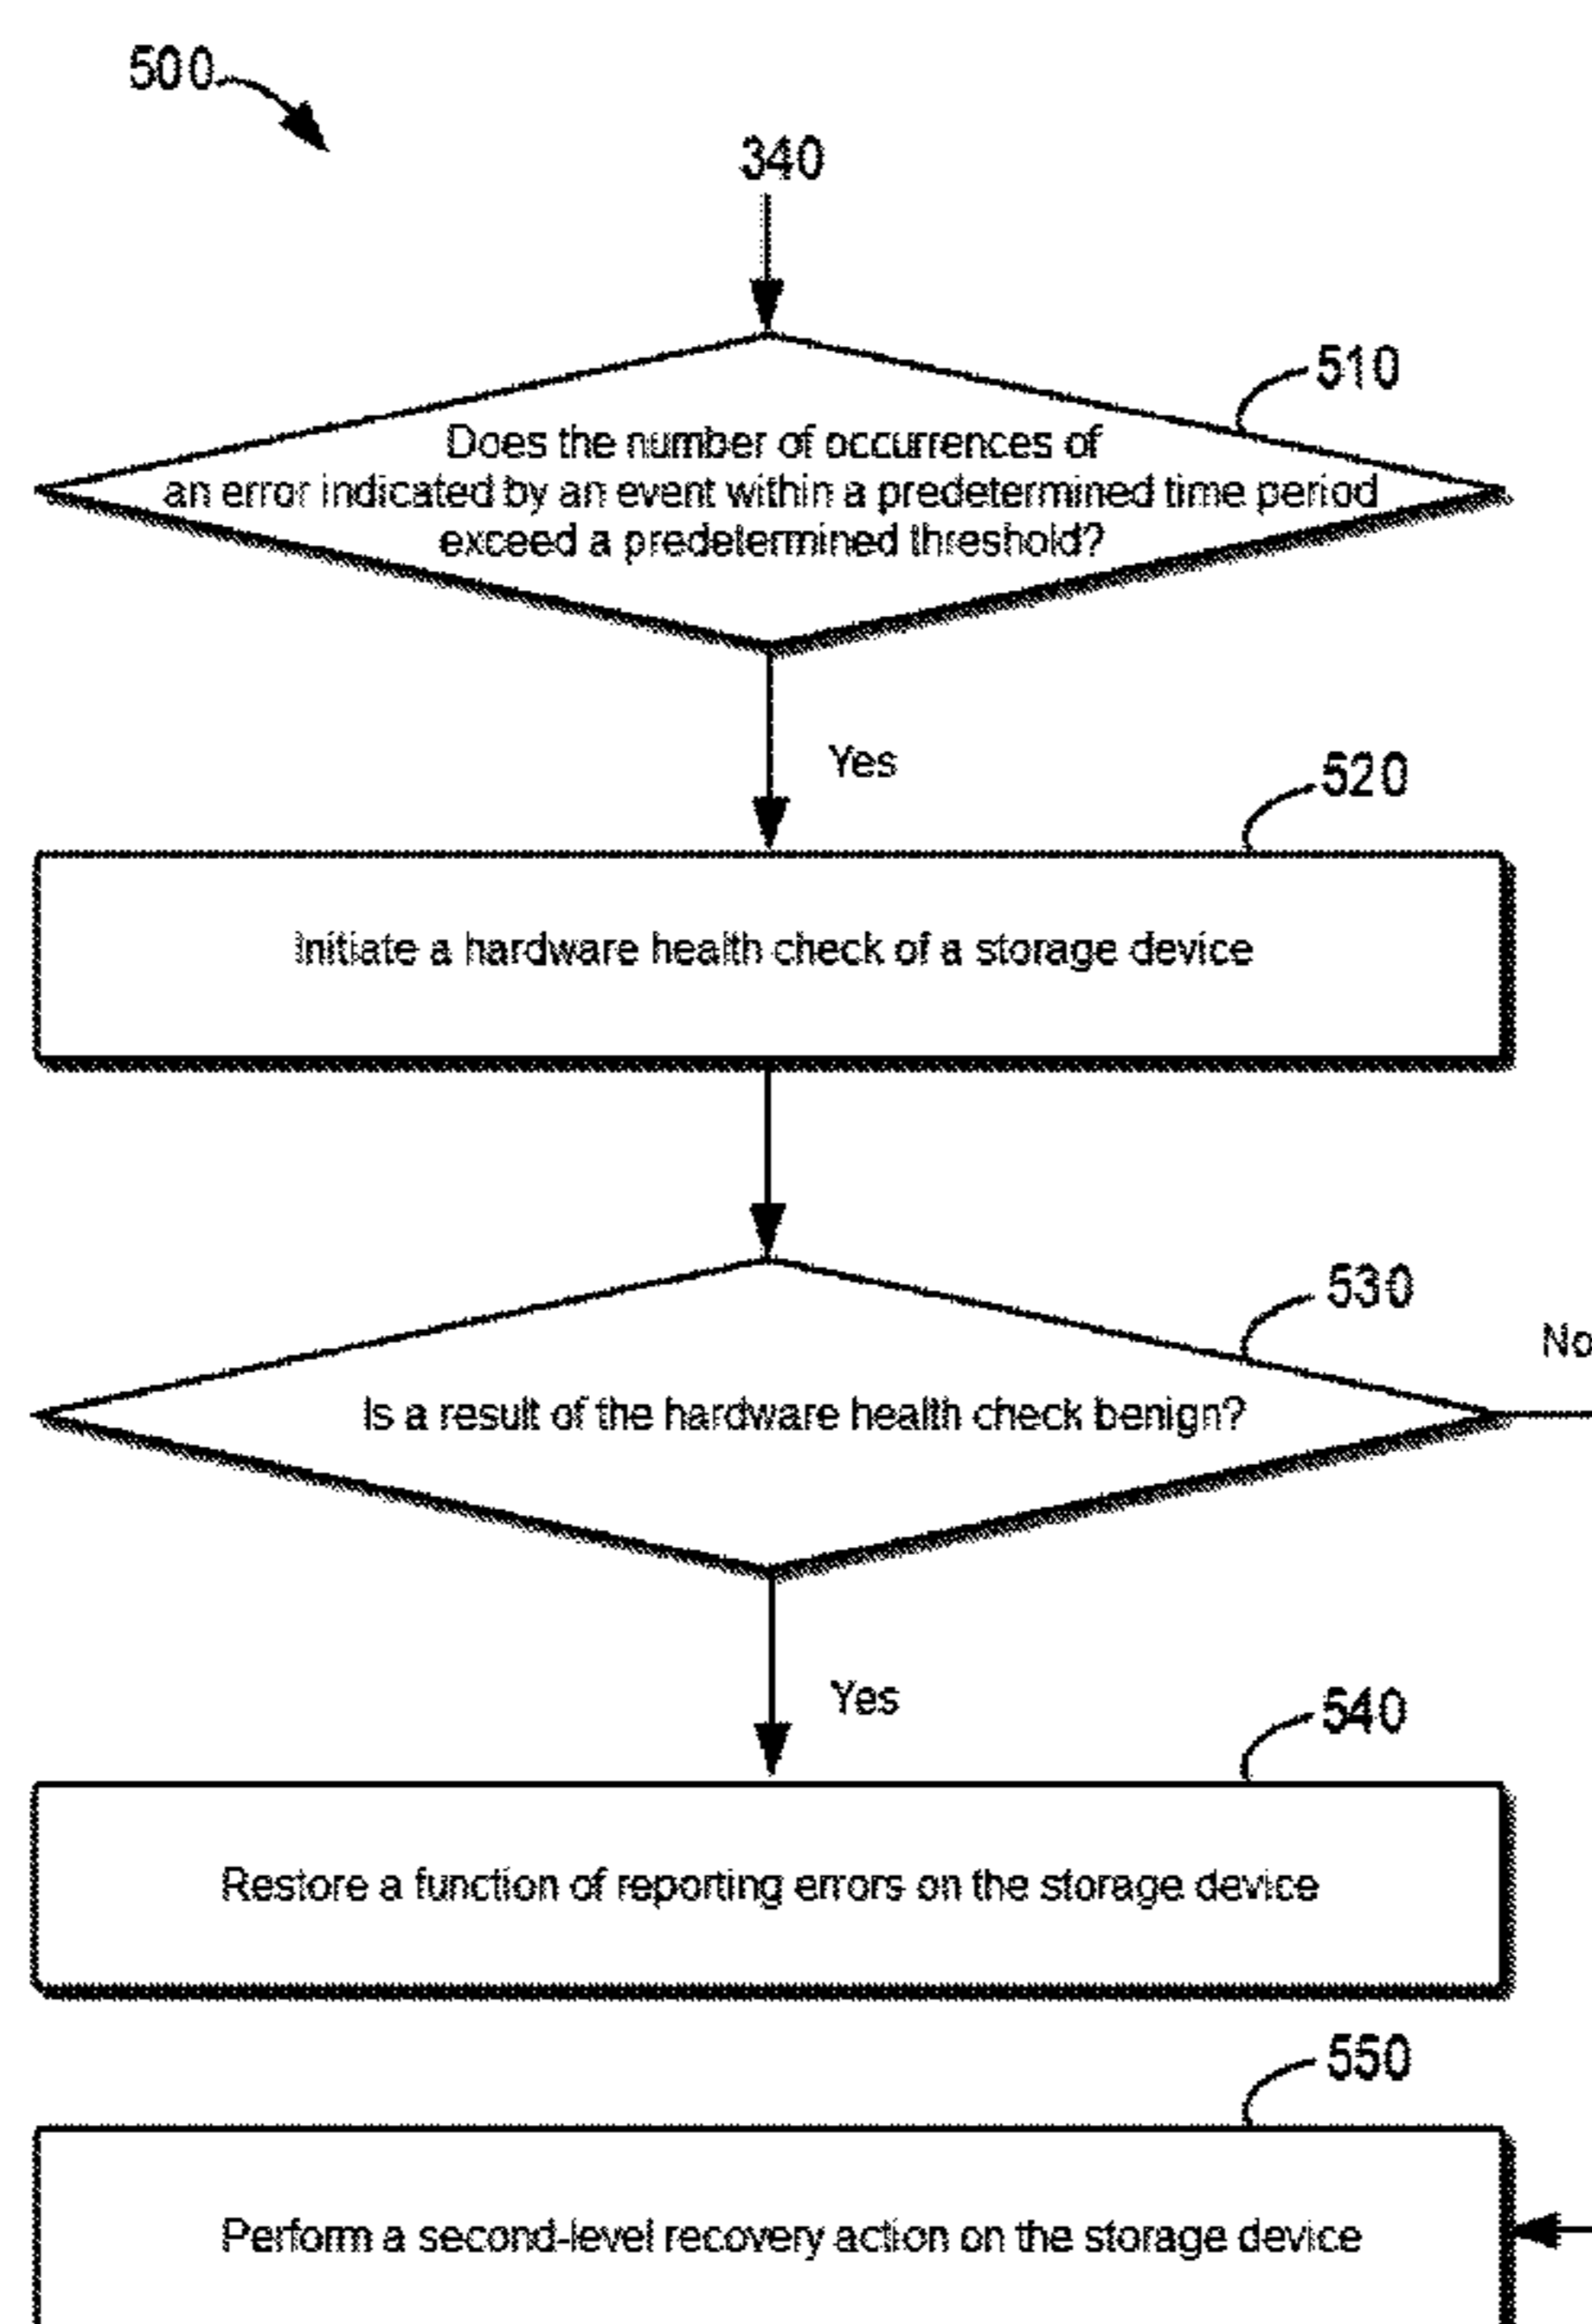 500
340
510
Does the number of occurrences of
an error indicated by an event within a predetermined time period
exceed a predetermined threshold?
Yes
520
Initiate a hardware health check of a storage device
530
No
Is a result of the hardware health check benign?
Yes
540
Restore a function of reporting errors on the storage device
550
Perform a second-level recovery action on the storage device